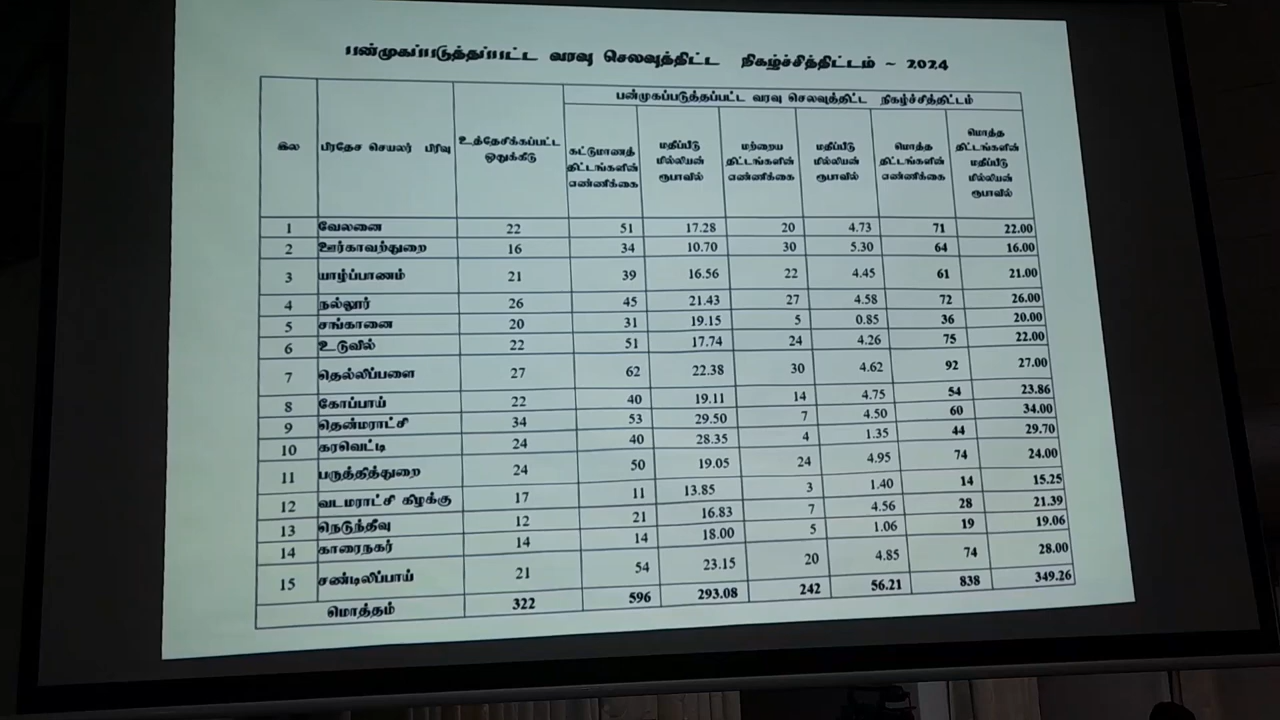 பன்முகப்படுத்தப்பட்ட வரவு செலவுத்திட்ட நிகழ்ச்சித்திட்டம் ~ 2024
இல பிரதேச செயலர் பிரிவு உத்தேசிக்கப்பட்ட ஒதுக்கீடு பன்முகப்படுத்தப்பட்ட வரவு செலவுத்திட்ட நிகழ்ச்சித்திட்டம்
கட்டுமாணத் திட்டங்களின் எண்ணிக்கை மதிப்பீடு மில்லியன் ரூபாவில் மற்றைய திட்டங்களின் எண்ணிக்கை மதிப்பீடு மில்லியன் ரூபாவில் மொத்த திட்டங்களின் எண்ணிக்கை மொத்த திட்டங்களின் மதிப்பீடு மில்லியன் ரூபாவில்
1 வேலனை 22 51 17.28 20 4.73 71 22.00
2 ஊர்காவற்துறை 16 34 10.70 30 5.30 64 16.00
3 யாழ்ப்பாணம் 21 39 16.56 22 4.45 61 21.00
4 நல்லூர் 26 45 21.43 27 4.58 72 26.00
5 சங்கானை 20 31 19.15 5 0.85 36 20.00
6 உடுவில் 22 51 17.74 24 4.26 75 22.00
7 தெல்லிப்பளை 27 62 22.38 30 4.62 92 27.00
8 கோப்பாய் 22 40 19.11 14 4.75 54 23.86
9 தென்மராட்சி 34 53 29.50 7 4.50 60 34.00
10 கரவெட்டி 24 40 28.35 4 1.35 44 29.70
11 பருத்தித்துறை 24 50 19.05 24 4.95 74 24.00
12 வடமராட்சி கிழக்கு 17 11 13.85 3 1.40 14 15.25
13 நெடுந்தீவு 12 21 16.83 7 4.56 28 21.39
14 காரைநகர் 14 14 18.00 5 1.06 19 19.06
15 சண்டிலிப்பாய் 21 54 23.15 20 4.85 74 28.00
மொத்தம் 322 596 293.08 242 56.21 838 349.26